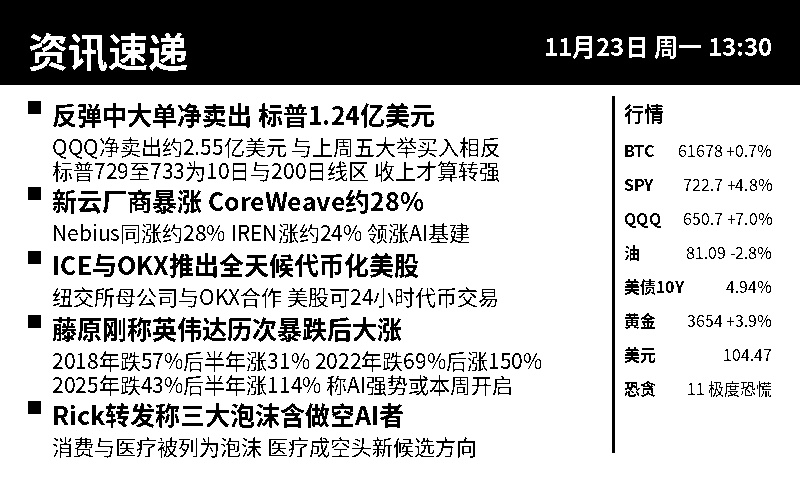 资讯速递
11月23日 周一 13:30
反弹中大单净卖出 标普1.24亿美元
QQQ净卖出约2.55亿美元 与上周五大举买入相反
标普729至733为10日与200日线区 收上才算转强
新云厂商暴涨 CoreWeave约28%
Nebius同涨约28% IREN涨约24% 领涨AI基建
ICE与OKX推出全天候代币化美股
纽交所母公司与OKX合作 美股可24小时代币交易
藤原刚称英伟达历次暴跌后大涨
2018年跌57%后半年涨31% 2022年跌69%后涨150%
2025年跌43%后半年涨114% 称AI强势或本周开启
Rick转发称三大泡沫含做空AI者
消费与医疗被列为泡沫 医疗成空头新候选方向
行情
BTC 61678 +0.7%
SPY 722.7 +4.8%
QQQ 650.7 +7.0%
油 81.09 -2.8%
美债10Y 4.94%
黄金 3654 +3.9%
美元 104.47
恐贪 11 极度恐慌